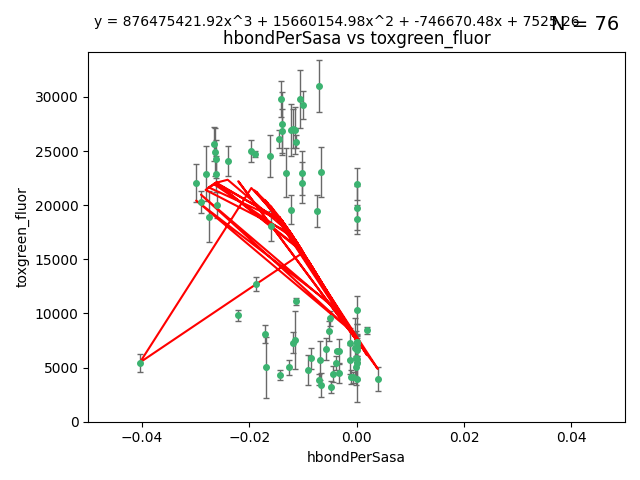 y = 876475421.92x^3 + 15660154.98x^2 + -746670.48x + 7525.26
N = 76
hbondPerSasa vs toxgreen_fluor
30000
25000
20000
15000
10000
5000
0
toxgreen_fluor
−0.04
−0.02
0.00
0.02
0.04
hbondPerSasa